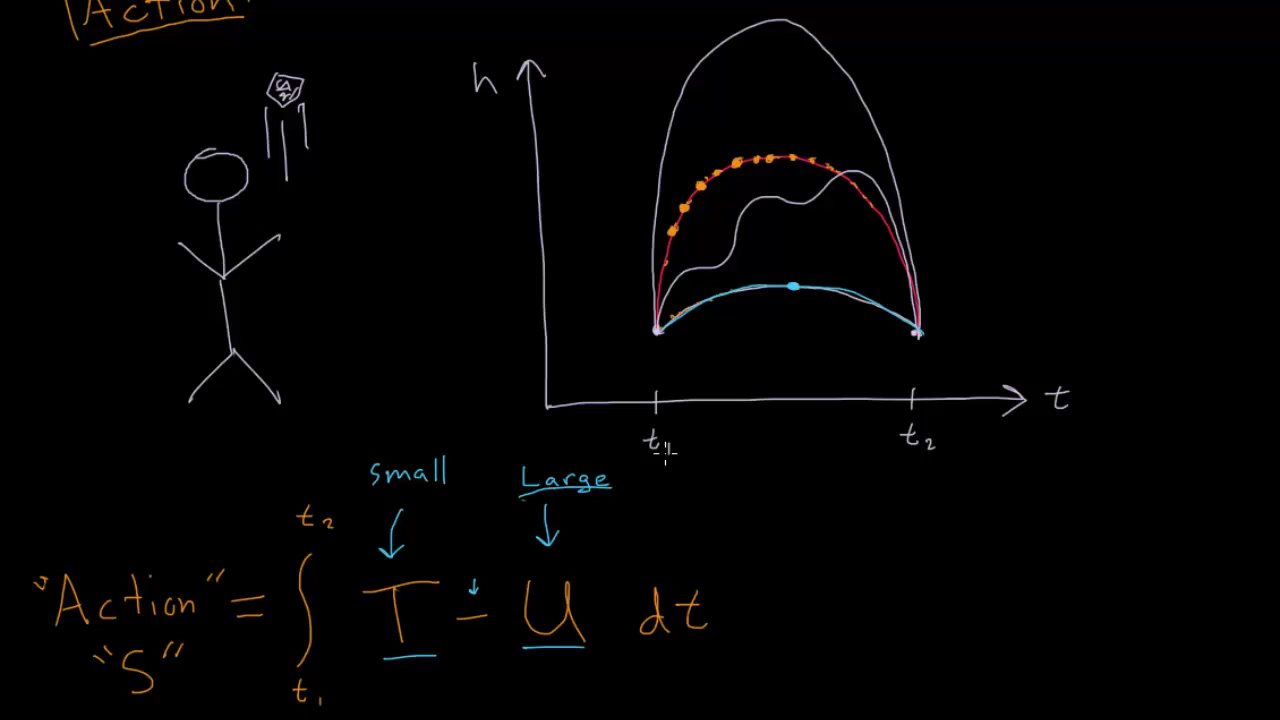 Action
h
t
t₁
t₂
Small
Large
t₂
"Action" = ∫ T - U dt
"S"
t₁